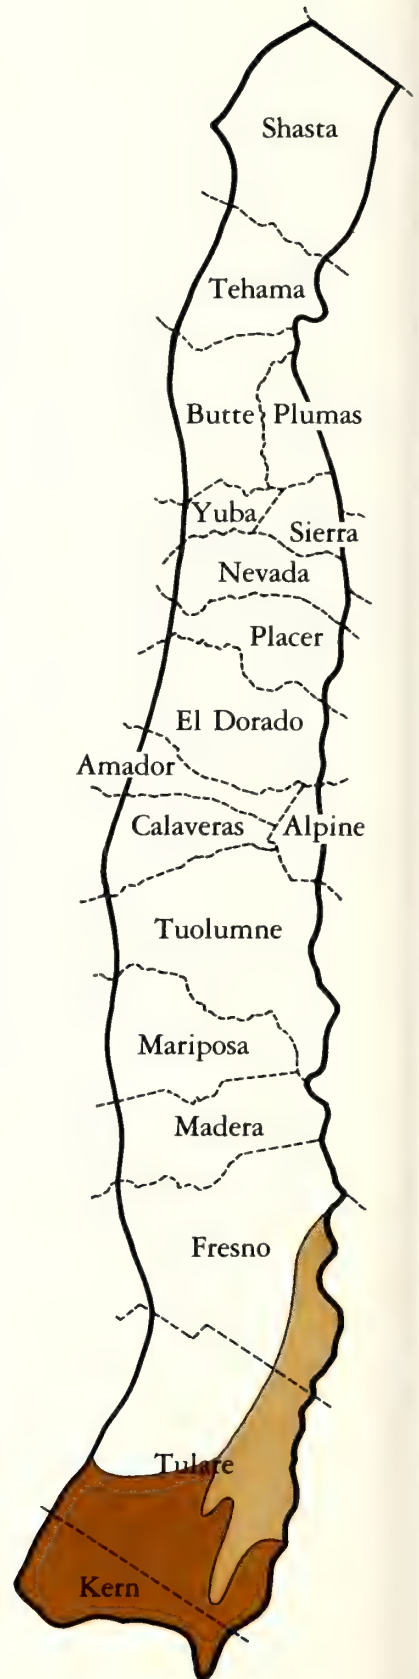 Shasta
Tehama
Butte Plumas
Yuba
Sierra
Nevada
Placer
El Dorado
Amador
Calaveras Alpine
Tuolumne
Mariposa
Madera
Fresno
Tulare
Kern